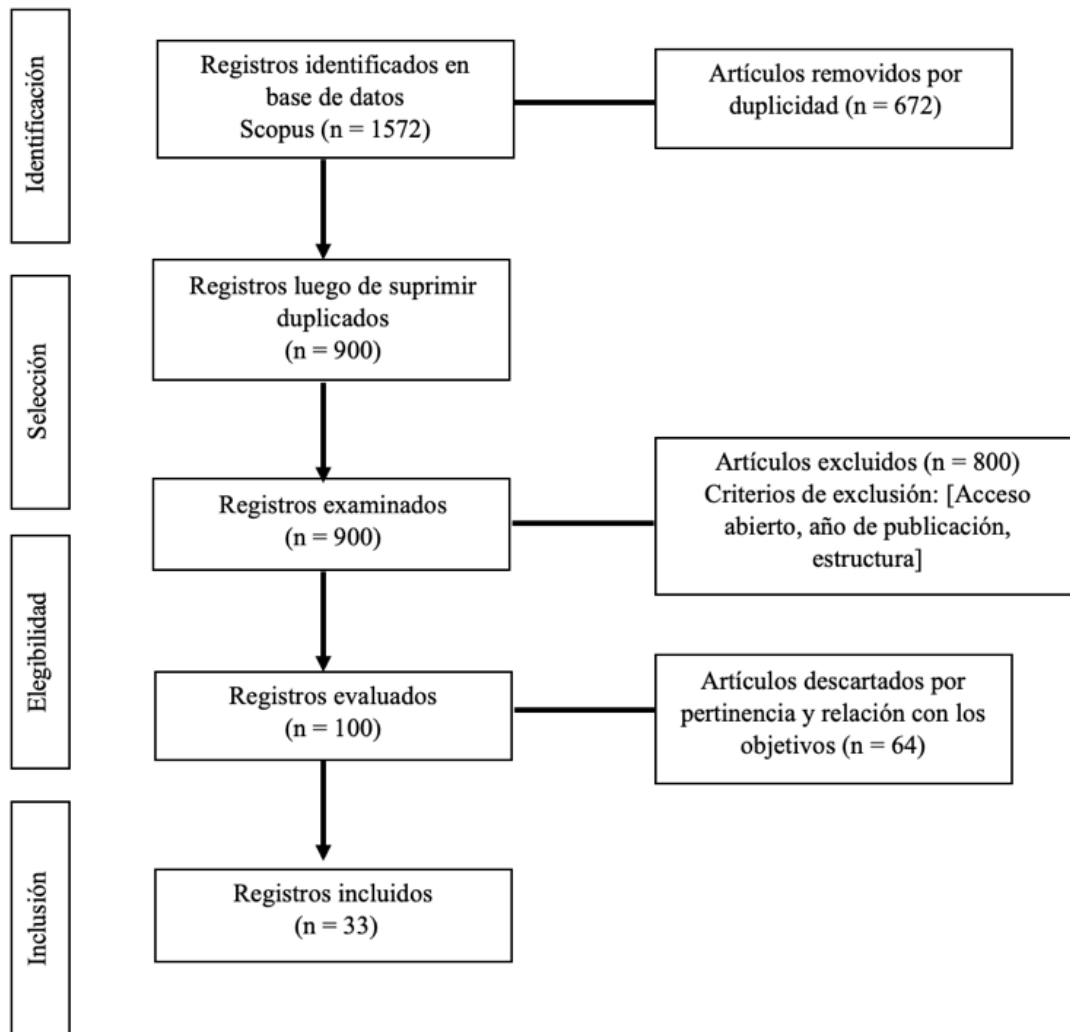 Identificación
Registros identificados en
base de datos
Scopus (n = 1572)
Artículos removidos por
duplicidad (n = 672)
Selección
Registros luego de suprimir
duplicados
(n = 900)
Registros examinados
(n = 900)
Artículos excluidos (n = 800)
Criterios de exclusión: [Acceso
abierto, año de publicación,
estructura]
Elegibilidad
Registros evaluados
(n = 100)
Artículos descartados por
pertinencia y relación con los
objetivos (n = 64)
Inclusión
Registros incluidos
(n = 33)